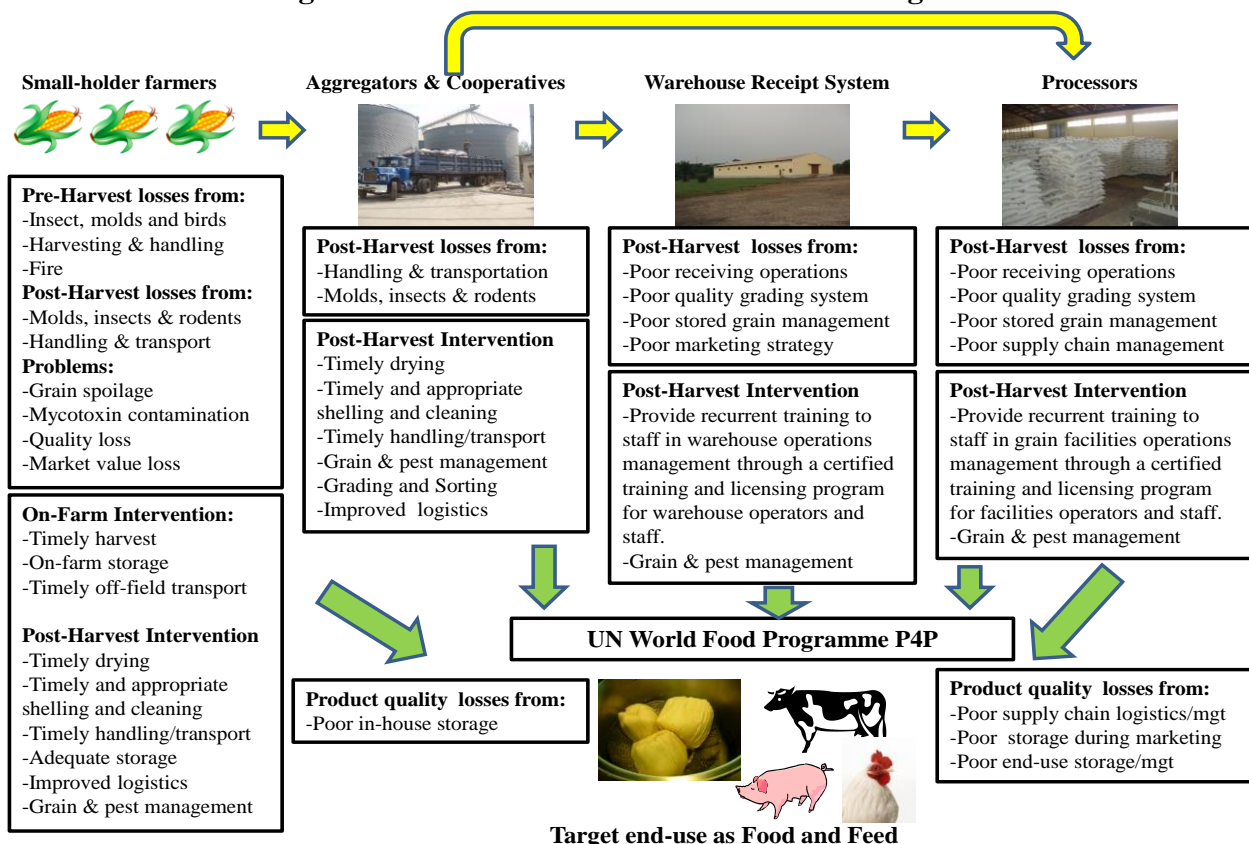 Small-holder farmers
Aggregators & Cooperatives
Warehouse Receipt System
Processors
Pre-Harvest losses from:
-Insect, molds and birds
-Harvesting & handling
-Fire
Post-Harvest losses from:
-Molds, insects & rodents
-Handling & transport
Problems:
-Grain spoilage
-Mycotoxin contamination
-Quality loss
-Market value loss
On-Farm Intervention:
-Timely harvest
-On-farm storage
-Timely off-field transport
Post-Harvest Intervention
-Timely drying
-Timely and appropriate
shelling and cleaning
-Timely handling/transport
-Adequate storage
-Improved logistics
-Grain & pest management
Post-Harvest losses from:
-Handling & transportation
-Molds, insects & rodents
Post-Harvest Intervention
-Timely drying
-Timely and appropriate
shelling and cleaning
-Timely handling/transport
-Grain & pest management
-Grading and Sorting
-Improved logistics
Post-Harvest losses from:
-Poor receiving operations
-Poor quality grading system
-Poor stored grain management
-Poor marketing strategy
Post-Harvest Intervention
-Provide recurrent training to
staff in warehouse operations
management through a certified
training and licensing program
for warehouse operators and
staff.
-Grain & pest management
Post-Harvest losses from:
-Poor receiving operations
-Poor quality grading system
-Poor stored grain management
-Poor supply chain management
Post-Harvest Intervention
-Provide recurrent training to
staff in grain facilities operations
management through a certified
training and licensing program
for facilities operators and staff.
-Grain & pest management
UN World Food Programme P4P
Product quality losses from:
-Poor in-house storage
Product quality losses from:
-Poor supply chain logistics/mgt
-Poor storage during marketing
-Poor end-use storage/mgt
Target end-use as Food and Feed